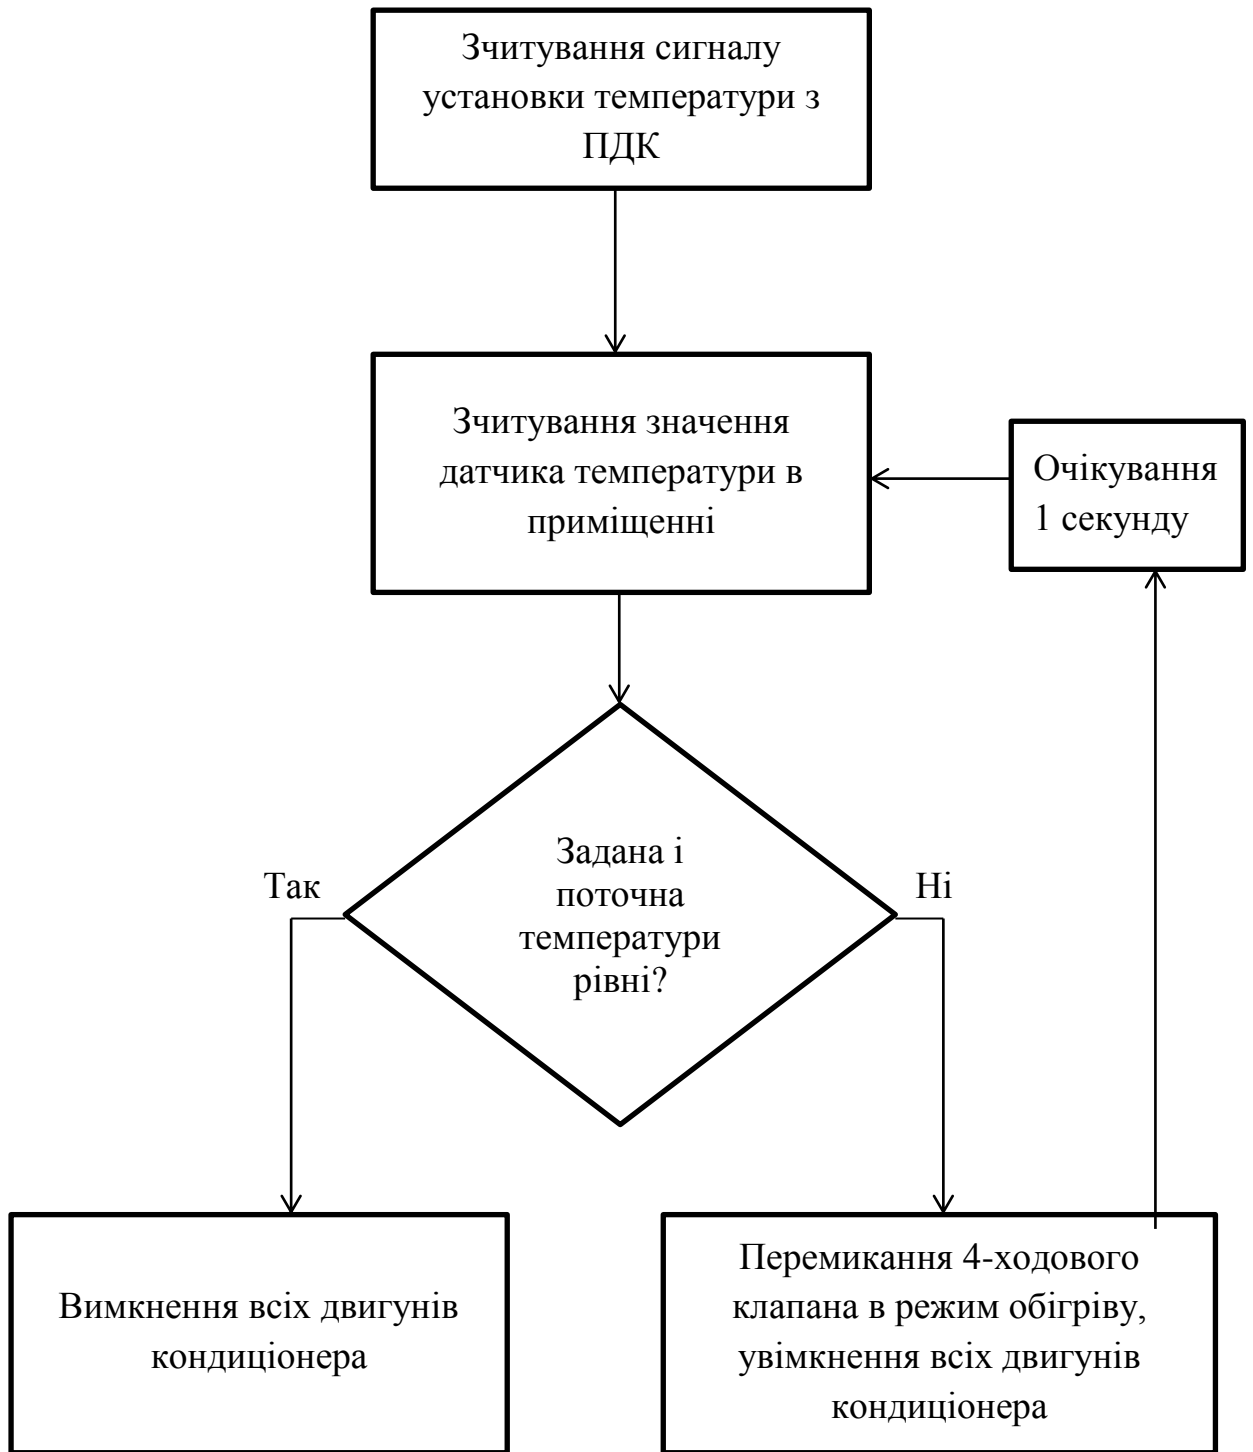 Зчитування сигналу
установки температури з
ПДК
Зчитування значення
датчика температури в
приміщенні
Очікування
1 секунду
Задана і
поточна
температури
рівні?
Так
Ні
Вимкнення всіх двигунів
кондиціонера
Перемикання 4-ходового
клапана в режим обігріву,
увімкнення всіх двигунів
кондиціонера